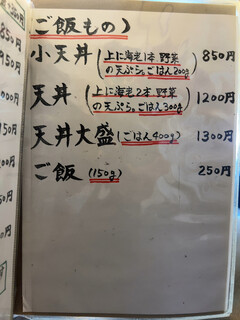 (ご飯もの)
小天丼(上に海老1本 野菜
の天ぷら。ごはん200g) 850円
天丼(上に海老2本 野菜
の天ぷら。ごはん300g) 1200円
天丼大盛(ごはん400g) 1300円
ご飯(150g) 250円